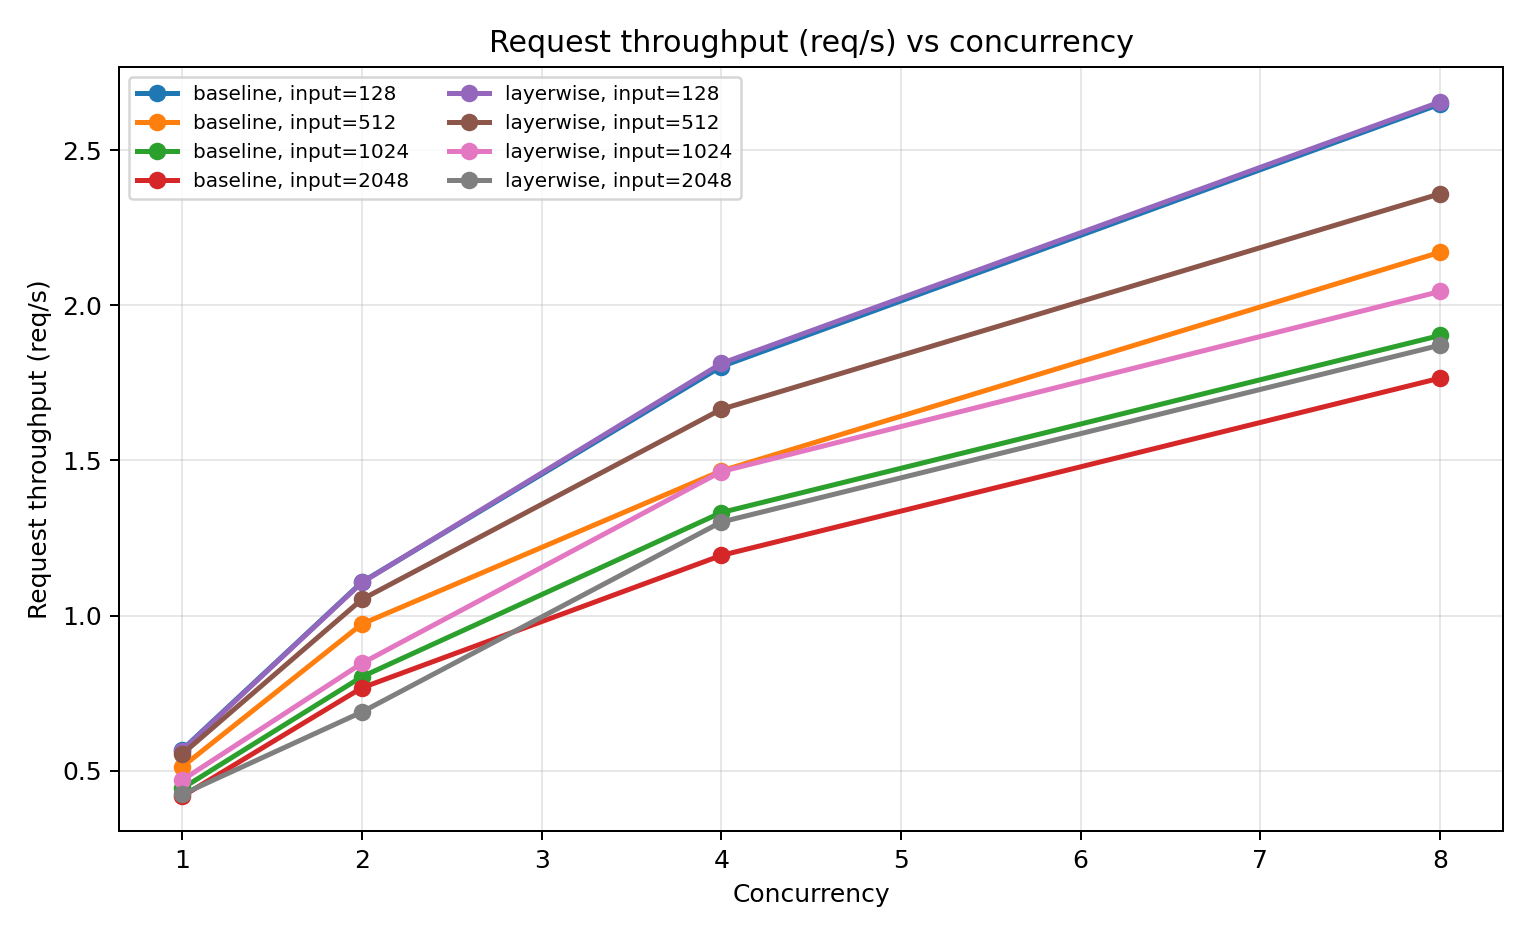 Request throughput (req/s) vs concurrency
baseline, input=128
baseline, input=512
baseline, input=1024
baseline, input=2048
layerwise, input=128
layerwise, input=512
layerwise, input=1024
layerwise, input=2048
Request throughput (req/s)
2.5
2.0
1.5
1.0
0.5
1 2 3 4 5 6 7 8
Concurrency